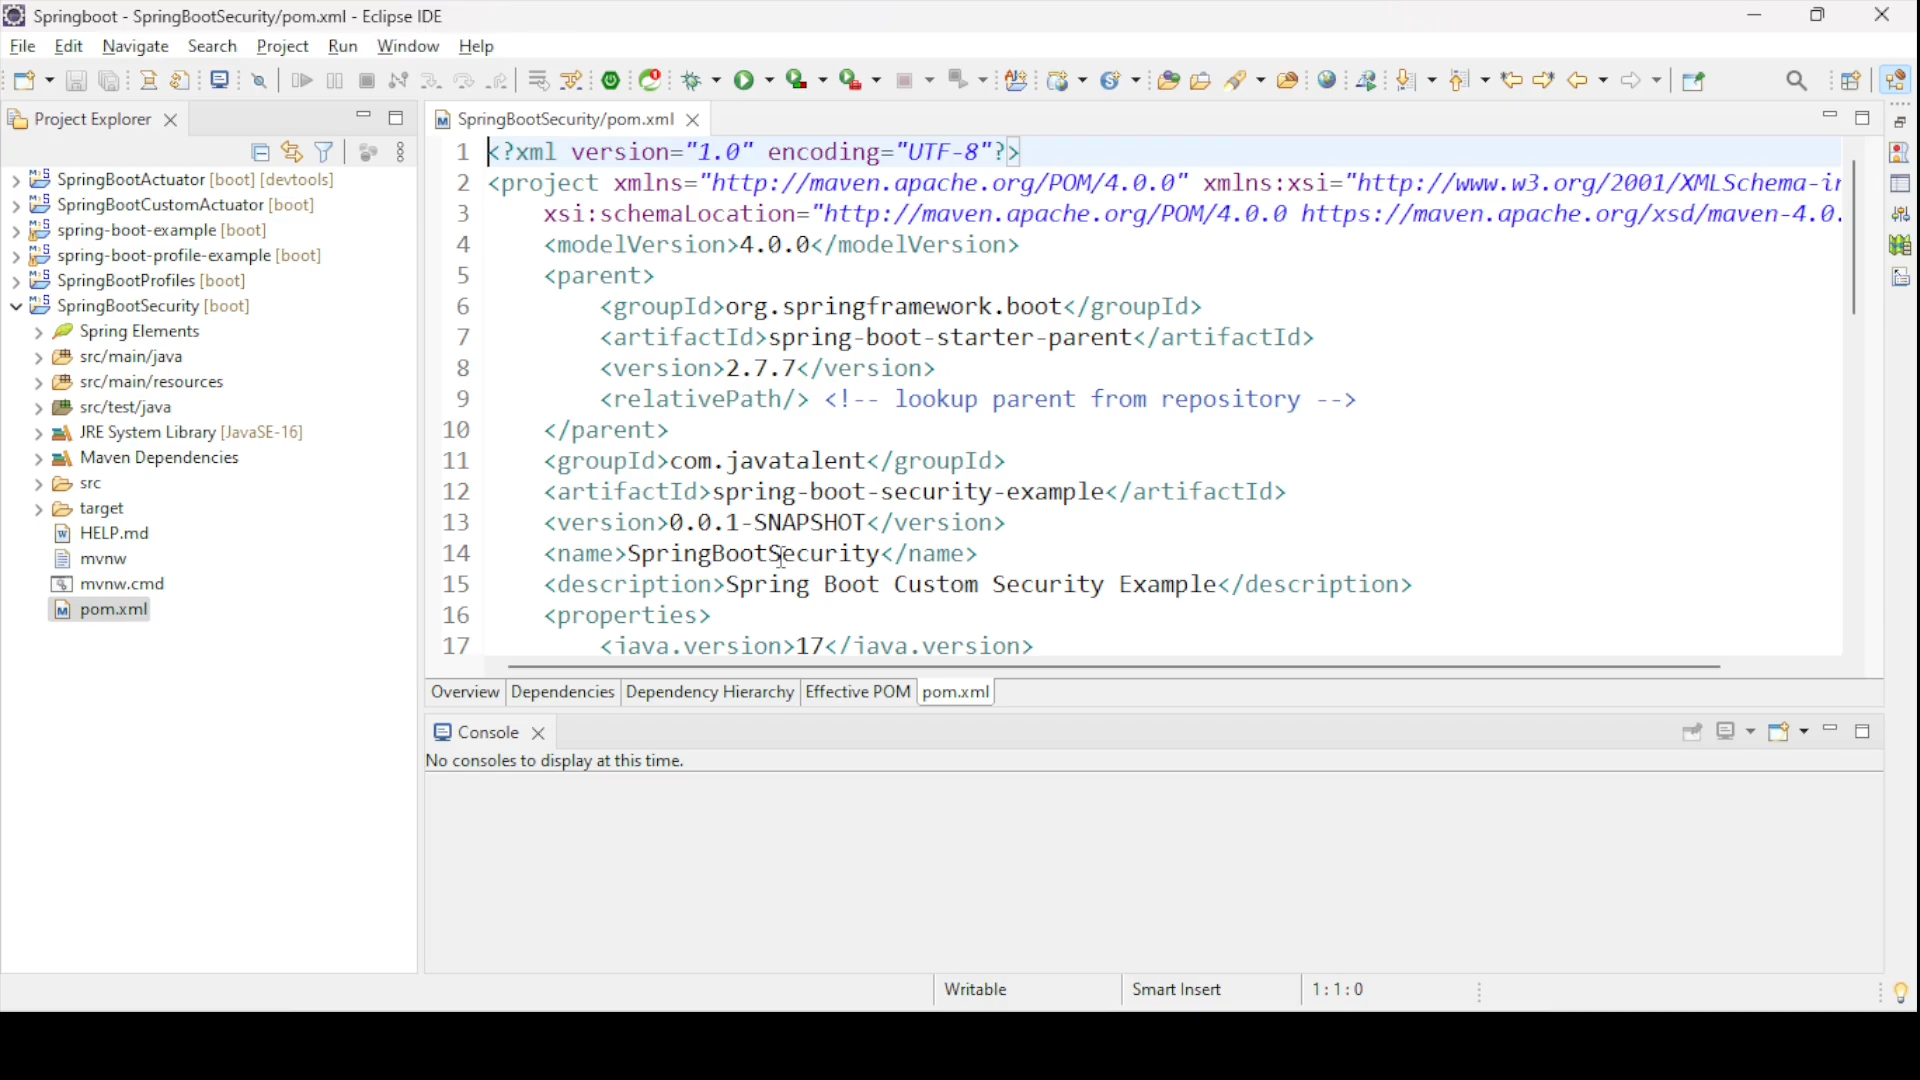 Springboot - SpringBootSecurity/pom.xml - Eclipse IDE
File Edit Navigate Search Project Run Window Help
Project Explorer
SpringBootActuator [boot] [devtools]
SpringBootCustomActuator [boot]
spring-boot-example [boot]
spring-boot-profile-example [boot]
SpringBootProfiles [boot]
SpringBootSecurity [boot]
Spring Elements
src/main/java
src/main/resources
src/test/java
JRE System Library [JavaSE-16]
Maven Dependencies
src
target
HELP.md
mvnw
mvnw.cmd
pom.xml
SpringBootSecurity/pom.xml
1 <?xml version="1.0" encoding="UTF-8"?>
2 <project xmlns="http://maven.apache.org/POM/4.0.0" xmlns:xsi="http://www.w3.org/2001/XMLSchema-in
3 xsi:schemaLocation="http://maven.apache.org/POM/4.0.0 https://maven.apache.org/xsd/maven-4.0.
4 <modelVersion>4.0.0</modelVersion>
5 <parent>
6 <groupId>org.springframework.boot</groupId>
7 <artifactId>spring-boot-starter-parent</artifactId>
8 <version>2.7.7</version>
9 <relativePath/> <!-- lookup parent from repository -->
10 </parent>
11 <groupId>com.javatalent</groupId>
12 <artifactId>spring-boot-security-example</artifactId>
13 <version>0.0.1-SNAPSHOT</version>
14 <name>SpringBootSecurity</name>
15 <description>Spring Boot Custom Security Example</description>
16 <properties>
17 <java.version>17</java.version>
Overview Dependencies Dependency Hierarchy Effective POM pom.xml
Console
No consoles to display at this time.
Writable Smart Insert 1:1:0